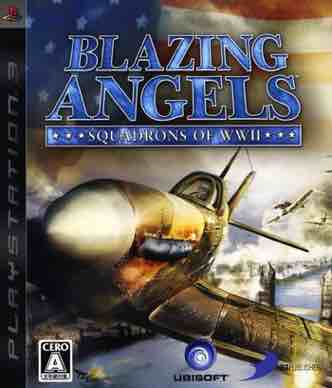 PLAYSTATION 3
BLAZING
ANGELS
SQUADRONS OF WWII
CERO
A
UBISOFT